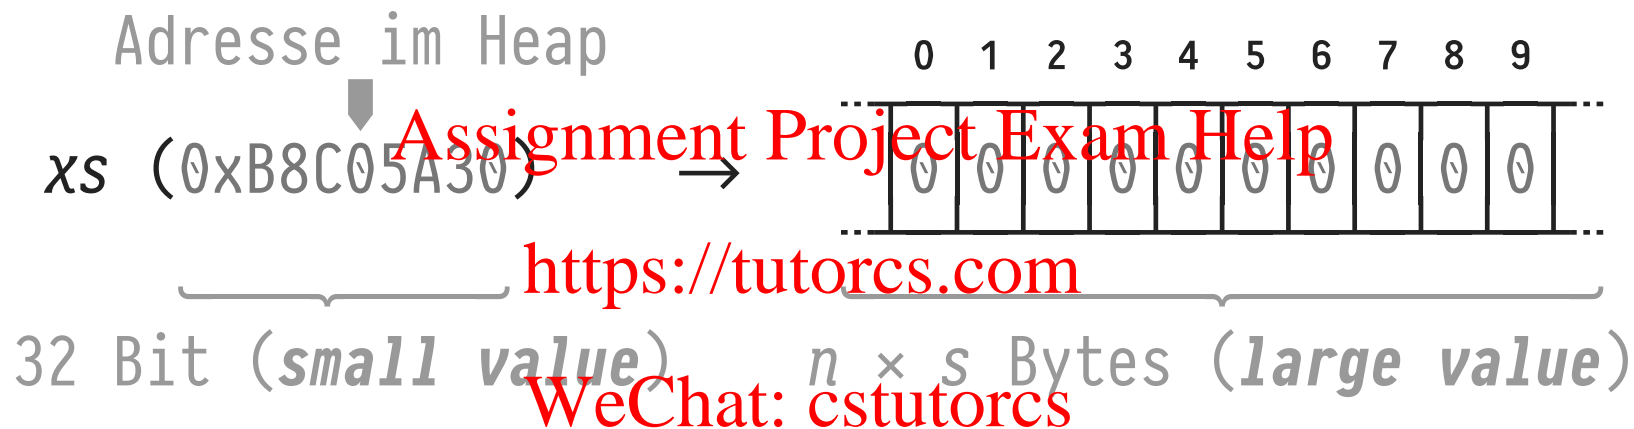 Adresse im Heap
0 1 2 3 4 5 6 7 8 9
Assignment Project Exam Help
xs (0xB8C05A30) → 0 0 0 0 0 0 0 0 0 0
https://tutorcs.com
32 Bit (small value) n × s Bytes (large value)
WeChat: cstutorcs